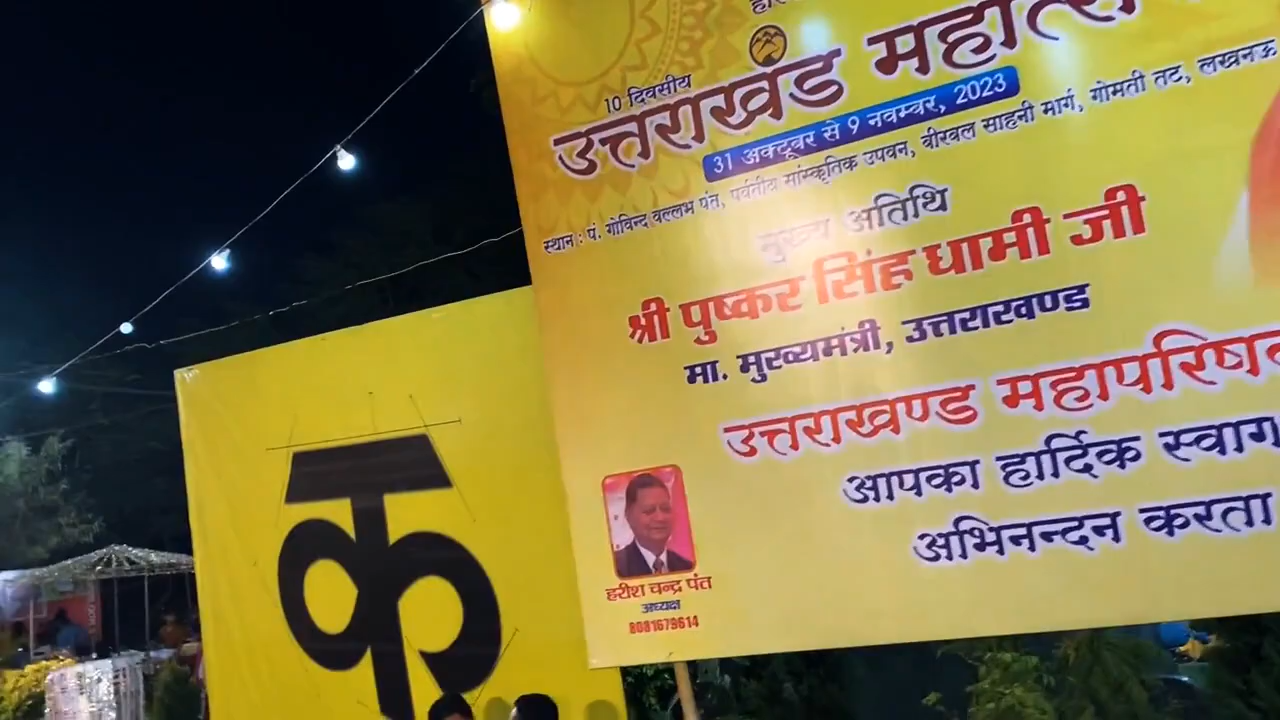 10 दिवसीय
उत्तराखंड
31 अक्टूबर से 9 नवम्बर, 2023
स्थान : पं. गोविन्द वल्लभ पंत, पर्वतीय सांस्कृतिक उपवन, बीरबल साहनी मार्ग, गोमती तट, लखनऊ
मुख्य अतिथि
श्री पुष्कर सिंह धामी जी
मा. मुख्यमंत्री, उत्तराखण्ड
उत्तराखण्ड महापरिषद
आपका हार्दिक स्वाग
अभिनन्दन करता
हरीश चन्द्र पंत
अध्यक्ष
8081679614
क